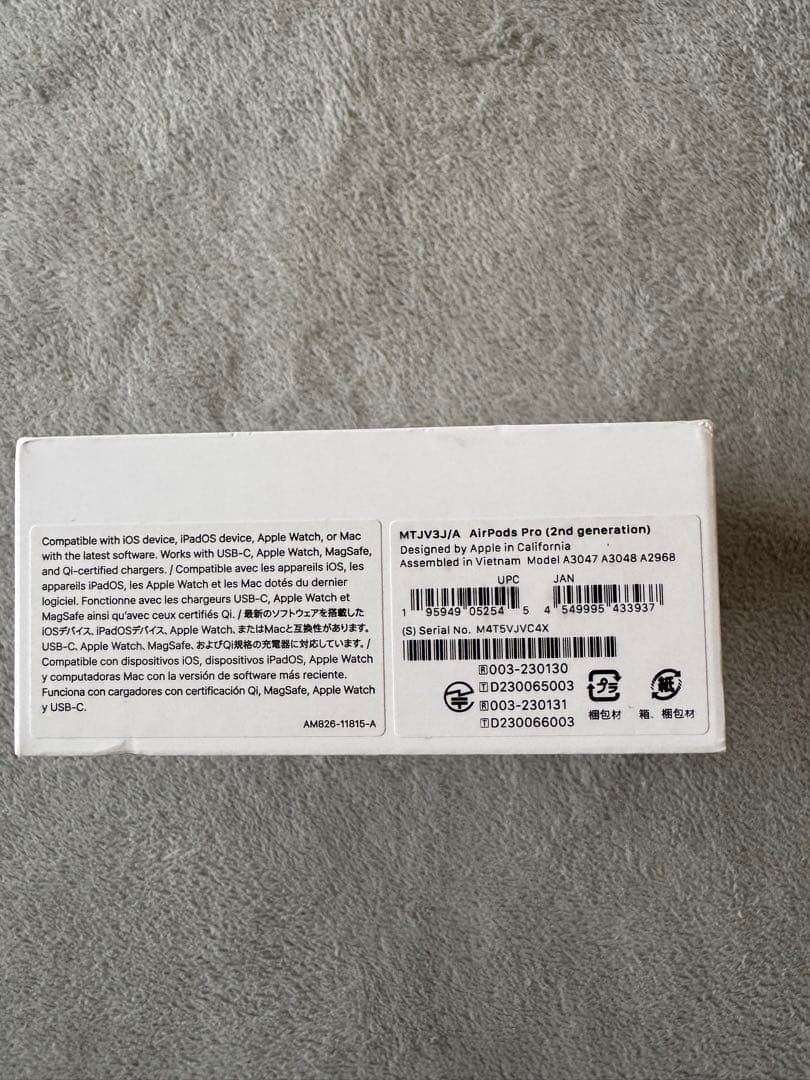 Compatible with iOS device, iPadOS device, Apple Watch, or Mac
with the latest software. Works with USB-C, Apple Watch, MagSafe,
and Qi-certified chargers. / Compatible avec les appareils iOS, les
appareils iPadOS, les Apple Watch et les Mac dotés du dernier
logiciel. Fonctionne avec les chargeurs USB-C, Apple Watch et
MagSafe ainsi qu'avec ceux certifiés Qi. / 最新のソフトウェアを搭載した
iOSデバイス、iPadOSデバイス、Apple Watch、またはMacと互換性があります。
USB-C、Apple Watch、MagSafe、およびQi規格の充電器に対応しています。/
Compatible con dispositivos iOS, dispositivos iPadOS, Apple Watch
y computadoras Mac con la versión de software más reciente.
Funciona con cargadores con certificación Qi, MagSafe, Apple Watch
y USB-C.
AM826-11815-A
MTJV3J/A AirPods Pro (2nd generation)
Designed by Apple in California
Assembled in Vietnam Model A3047 A3048 A2968
UPC JAN
1 95949 05254 5 4 549995 433937
(S) Serial No. M4T5VJVC4X
R 003-230130
T D230065003
R 003-230131
T D230066003
プラ
梱包材
紙
箱、梱包材